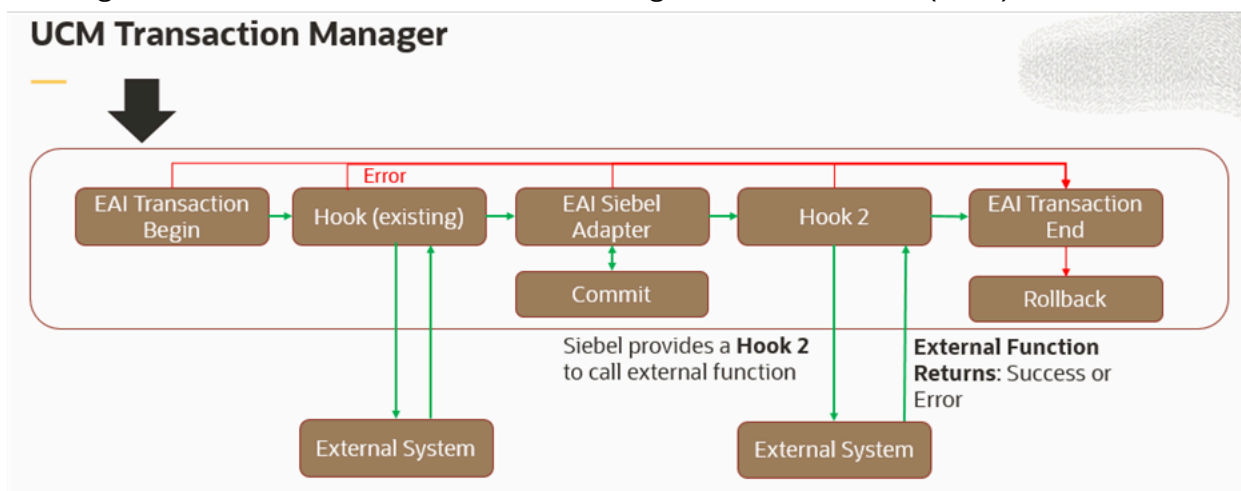 UCM Transaction Manager
Error
EAI Transaction
Begin
Hook (existing)
EAI Siebel
Adapter
Hook 2
EAI Transaction
End
Commit
Rollback
Siebel provides a Hook 2
to call external function
External Function
Returns: Success or
Error
External System
External System